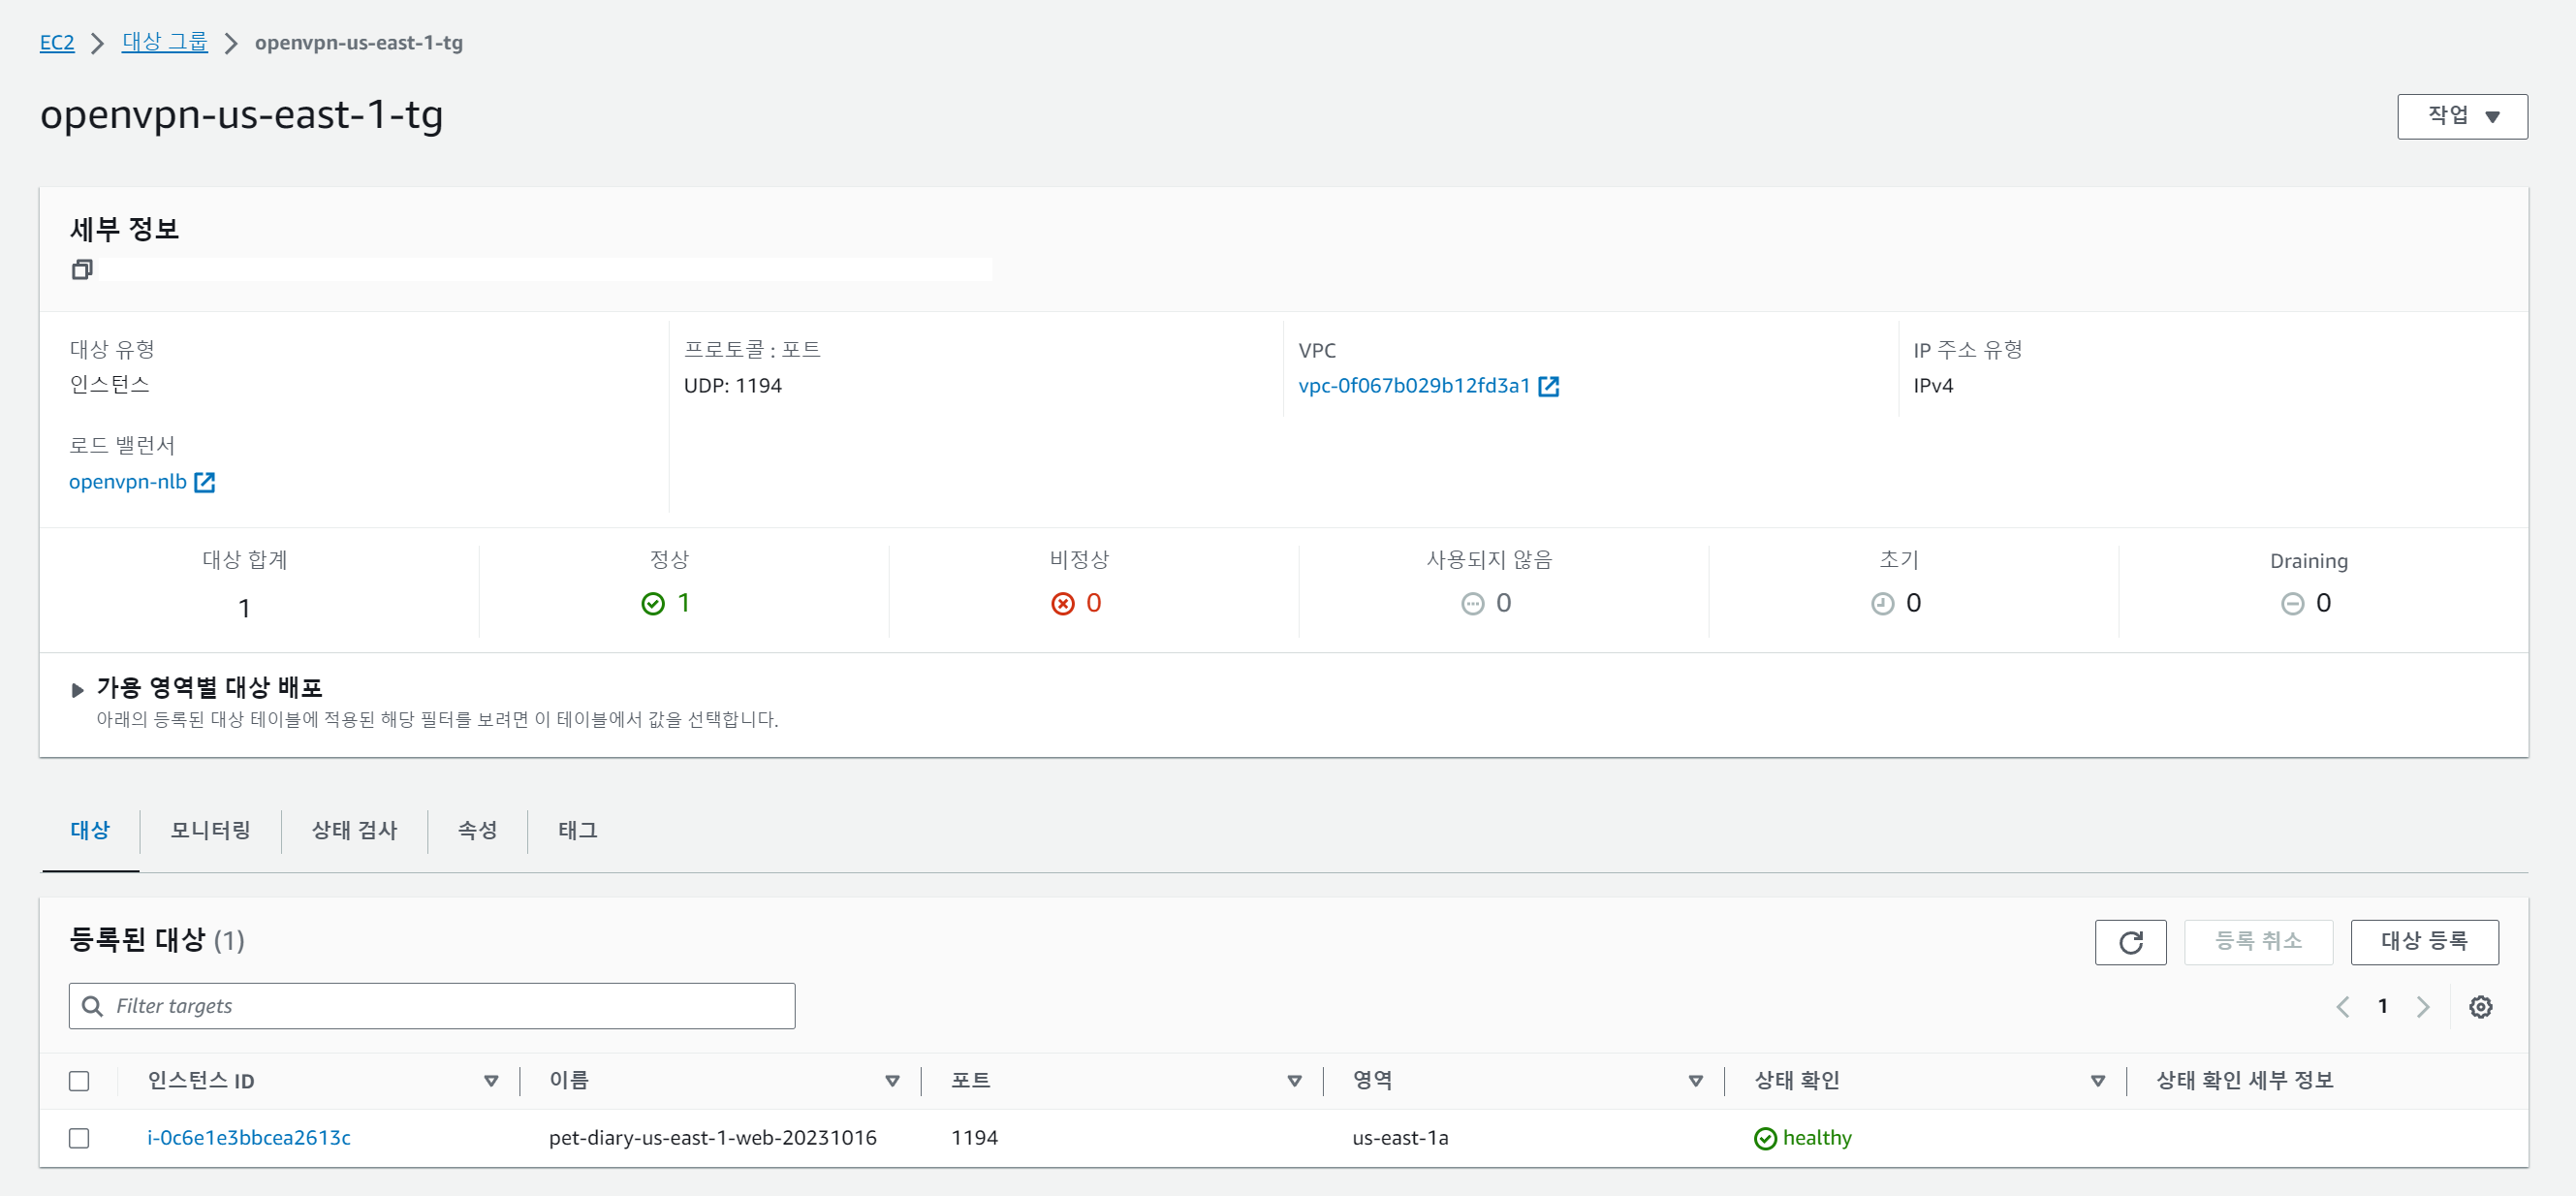 EC2 > 대상 그룹 > openvpn-us-east-1-tg
openvpn-us-east-1-tg
작업
세부 정보
대상 유형 프로토콜 : 포트 VPC IP 주소 유형
인스턴스 UDP: 1194 vpc-0f067b029b12fd3a1 IPv4
로드 밸런서
openvpn-nlb
대상 합계 정상 비정상 사용되지 않음 초기 Draining
1 1 0 0 0 0
가용 영역별 대상 배포
아래의 등록된 대상 테이블에 적용된 해당 필터를 보려면 이 테이블에서 값을 선택합니다.
대상 모니터링 상태 검사 속성 태그
등록된 대상 (1) 등록 취소 대상 등록
Filter targets 1
인스턴스 ID 이름 포트 영역 상태 확인 상태 확인 세부 정보
i-0c6e1e3bbcea2613c pet-diary-us-east-1-web-20231016 1194 us-east-1a healthy